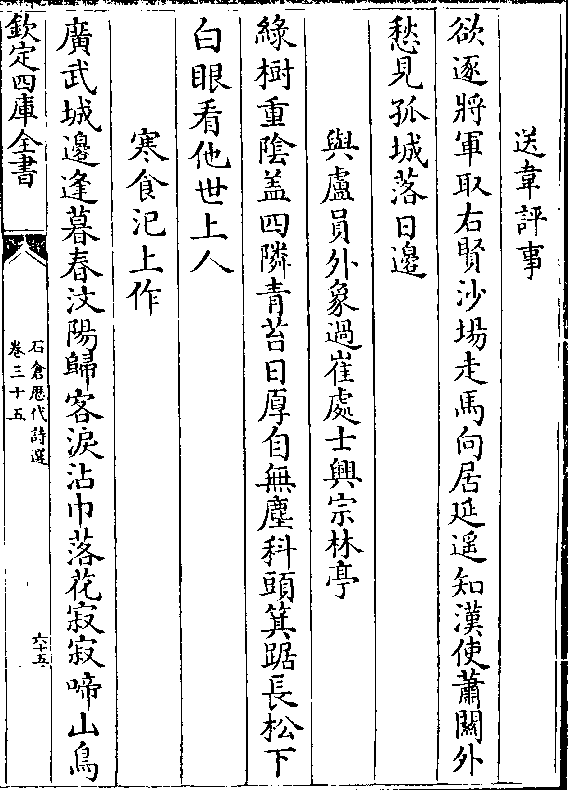 送韋評事
欲逐將軍取右賢沙場走馬向居延遥知漢使蕭關外
愁見孤城落日邊
與盧員外象過崔處士興宗林亭
綠樹重陰盖四隣青苔日厚自無塵科頭箕踞長松下
白眼看他世上人
寒食汜上作
廣武城邊逢暮春汶陽歸客淚沾巾落花寂寂啼山鳥
欽定四庫全書
石倉歴代詩選
卷三十五
六十五